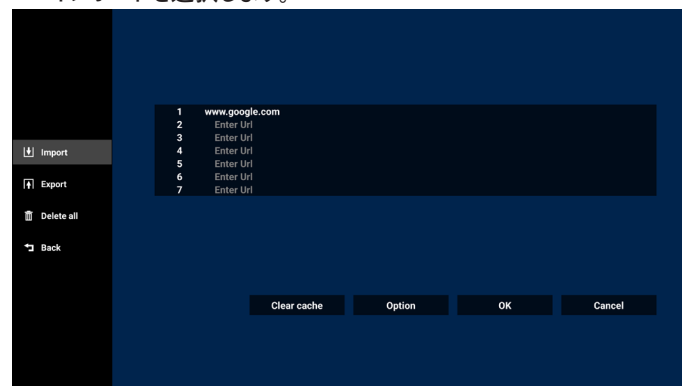 1 www.google.com
2 Enter Url
3 Enter Url
4 Enter Url
5 Enter Url
6 Enter Url
7 Enter Url
Import
Export
Delete all
Back
Clear cache Option OK Cancel